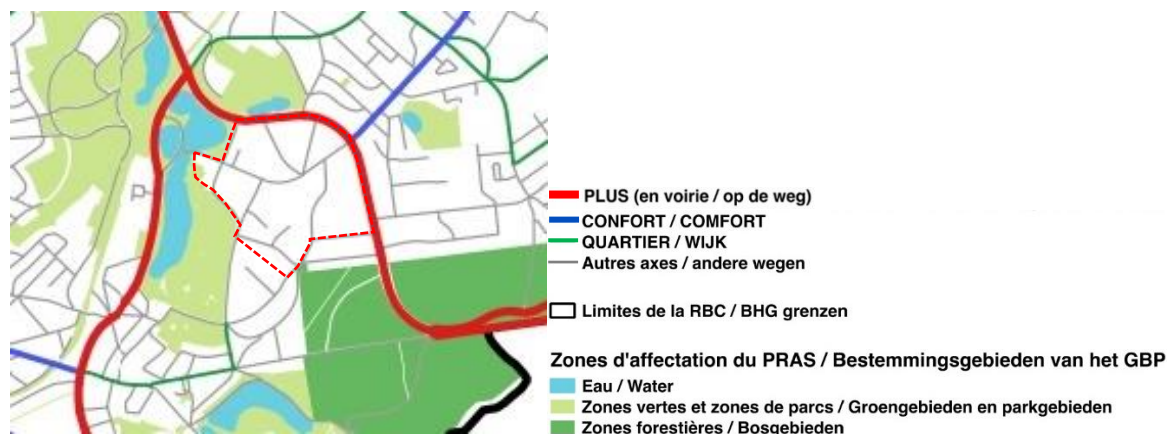 PLUS (en voirie / op de weg)
CONFORT / COMFORT
QUARTIER / WIJK
Autres axes / andere wegen
Limites de la RBC / BHG grenzen
Zones d'affectation du PRAS / Bestemmingsgebieden van het GBP
Eau / Water
Zones vertes et zones de parcs / Groengebieden en parkgebieden
Zones forestières / Bosgebieden